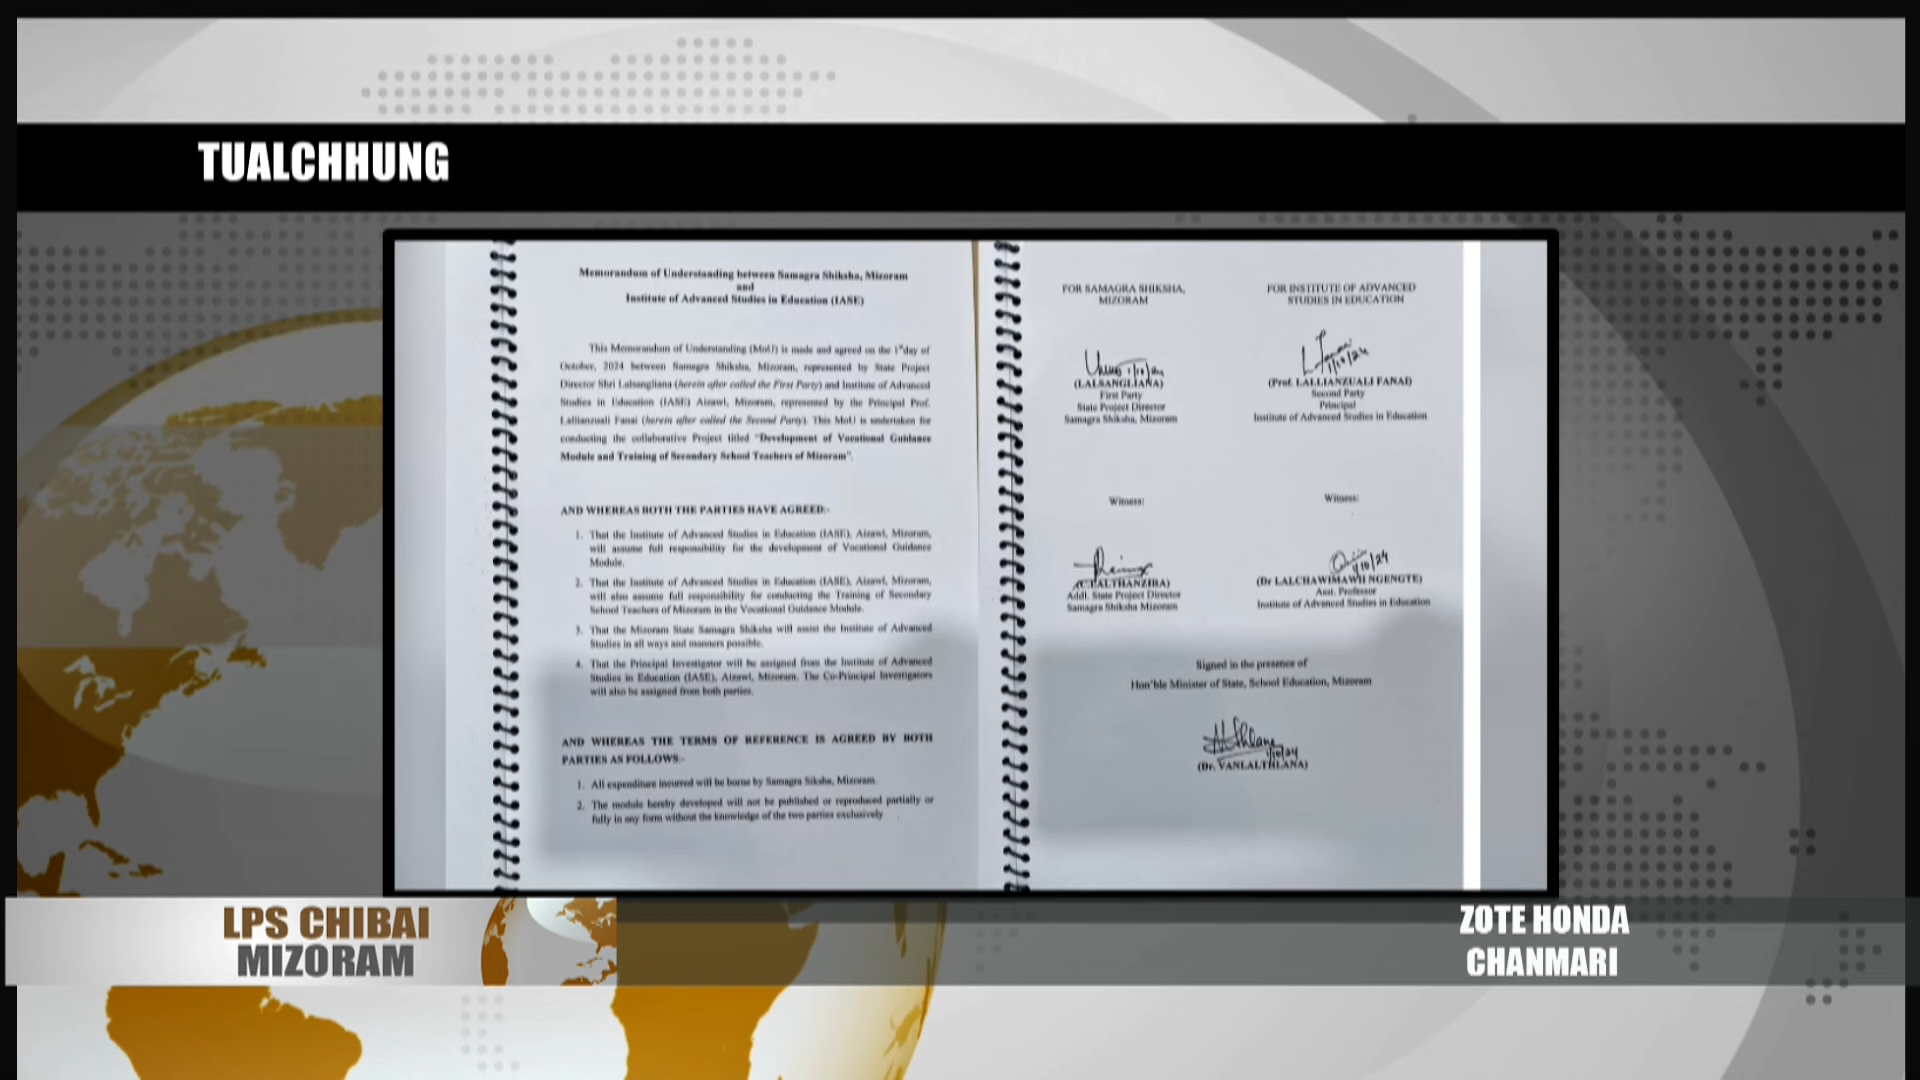 TUALCHHUNG
Memorandum of Understanding between Samagra Shiksha, Mizoram
and
Institute of Advanced Studies in Education (IASE)
This Memorandum of Understanding (MoU) is made and agreed on the 1st day of
October, 2024 between Samagra Shiksha, Mizoram, represented by State Project
Director Shri Lalsangliana (herein after called the First Party) and Institute of Advanced
Studies in Education (IASE) Aizawl, Mizoram, represented by the Principal Prof.
Lallianzuali Fanai (herein after called the Second Party). This MoU is undertaken for
conducting the collaborative Project titled "Development of Vocational Guidance
Module and Training of Secondary School Teachers of Mizoram".
AND WHEREAS BOTH THE PARTIES HAVE AGREED:-
1. That the Institute of Advanced Studies in Education (IASE), Aizawl, Mizoram,
will assume full responsibility for the development of Vocational Guidance
Module.
2. That the Institute of Advanced Studies in Education (IASE), Aizawl, Mizoram,
will also assume full responsibility for conducting the Training of Secondary
School Teachers of Mizoram in the Vocational Guidance Module.
3. That the Mizoram State Samagra Shiksha will assist the Institute of Advanced
Studies in all ways and manners possible.
4. That the Principal Investigator will be assigned from the Institute of Advanced
Studies in Education (IASE), Aizawl, Mizoram. The Co-Principal Investigators
will also be assigned from both parties.
AND WHEREAS THE TERMS OF REFERENCE IS AGREED BY BOTH
PARTIES AS FOLLOWS:-
1. All expenditure incurred will be borne by Samagra Siksha, Mizoram.
2. The module hereby developed will not be published or reproduced partially or
fully in any form without the knowledge of the two parties exclusively
FOR SAMAGRA SHIKSHA,
MIZORAM
1/10/24
(LALSANGLIANA)
First Party
State Project Director
Samagra Shiksha, Mizoram
FOR INSTITUTE OF ADVANCED
STUDIES IN EDUCATION
1/10/24
(Prof. LALLIANZUALI FANAI)
Second Party
Principal
Institute of Advanced Studies in Education
Witness:
(C.LALTHANZIRA)
Addl. State Project Director
Samagra Shiksha Mizoram
Witness:
1/10/24
(Dr LALCHAWIMAWII NGENGTE)
Asst. Professor
Institute of Advanced Studies in Education
Signed in the presence of
Hon'ble Minister of State, School Education, Mizoram
1/10/24
(Dr. VANLALTHLANA)
LPS CHIBAI
MIZORAM
ZOTE HONDA
CHANMARI